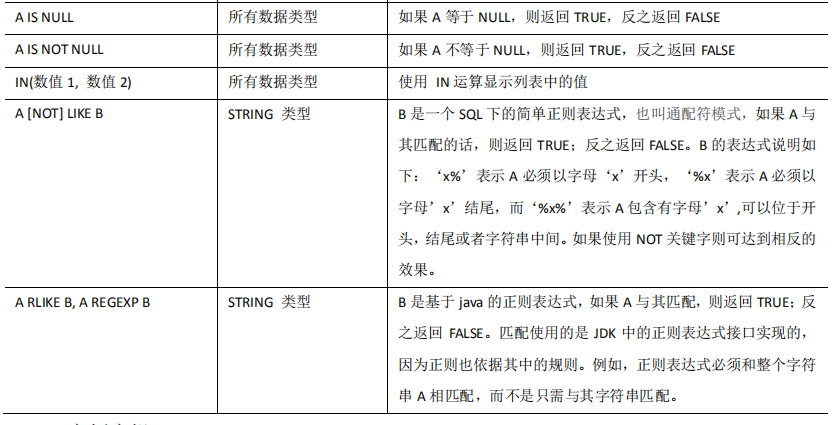 A IS NULL 所有数据类型 如果 A 等于 NULL，则返回 TRUE，反之返回 FALSE
A IS NOT NULL 所有数据类型 如果 A 不等于 NULL，则返回 TRUE，反之返回 FALSE
IN(数值 1, 数值 2) 所有数据类型 使用 IN 运算显示列表中的值
A [NOT] LIKE B STRING 类型 B 是一个 SQL 下的简单正则表达式，也叫通配符模式，如果 A 与
其匹配的话，则返回 TRUE；反之返回 FALSE。B 的表达式说明如
下：‘x%’表示 A 必须以字母‘x’开头，‘%x’表示 A 必须以
字母’x’结尾，而‘%x%’表示 A 包含有字母’x’,可以位于开
头，结尾或者字符串中间。如果使用 NOT 关键字则可达到相反的
效果。
A RLIKE B, A REGEXP B STRING 类型 B 是基于 java 的正则表达式，如果 A 与其匹配，则返回 TRUE；反
之返回 FALSE。匹配使用的是 JDK 中的正则表达式接口实现的，
因为正则也依据其中的规则。例如，正则表达式必须和整个字符
串 A 相匹配，而不是只需与其字符串匹配。